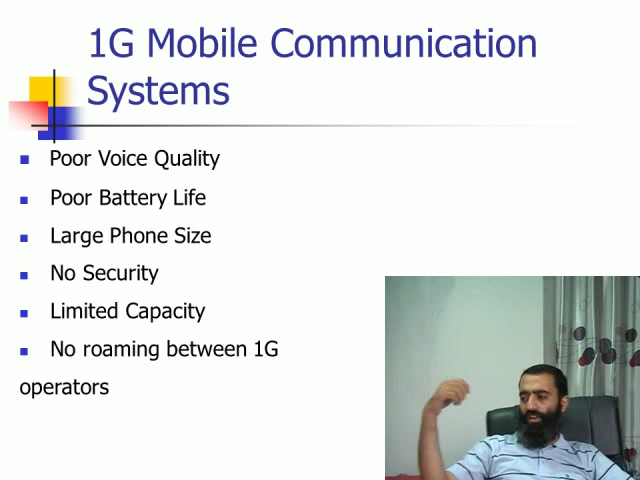 1G Mobile Communication
Systems
Poor Voice Quality
Poor Battery Life
Large Phone Size
No Security
Limited Capacity
No roaming between 1G
operators